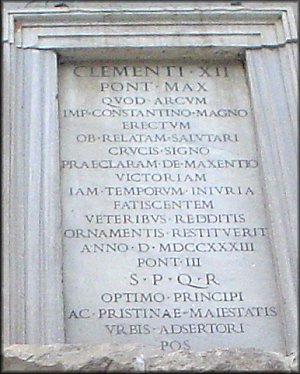 CLEMENTI · XII
PONT · MAX
QVOD · ARCVM
IMP · CONSTANTINO · MAGNO
ERECTVM
OB · RELATAM · SALVTARI
CRVCIS · SIGNO
PRAECLARAM · DE · MAXENTIO
VICTORIAM
IAM · TEMPORVM · INIVRIA
FATISCENTEM
VETERIBVS · REDDITIS
ORNAMENTIS · RESTITVERIT
ANNO · D · MDCCXXXIII
PONT · III
S · P · Q · R
OPTIMO · PRINCIPI
AC · PRISTINAE · MAIESTATIS
VRBIS · ADSERTORI
POS